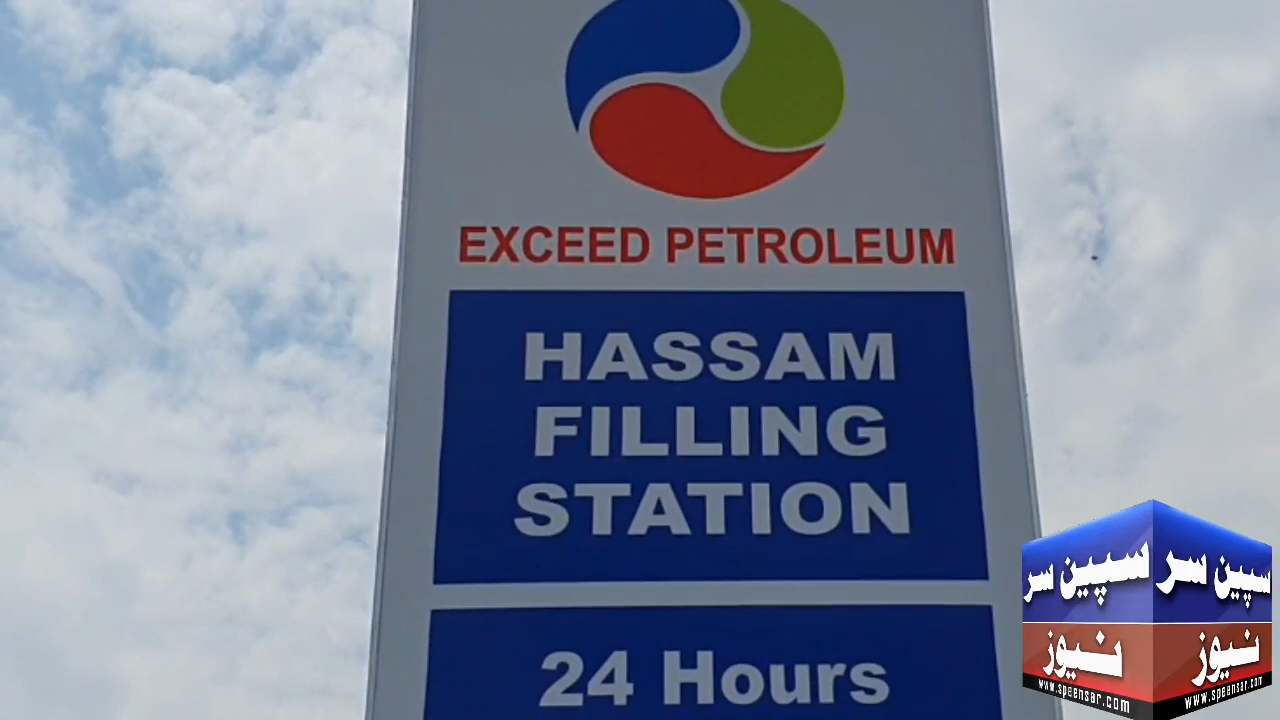 EXCEED PETROLEUM
HASSAM
FILLING
STATION
24 Hours
سپین سر
نیوز
www.speensar.com
سپین سر
نیوز
www.speensar.com